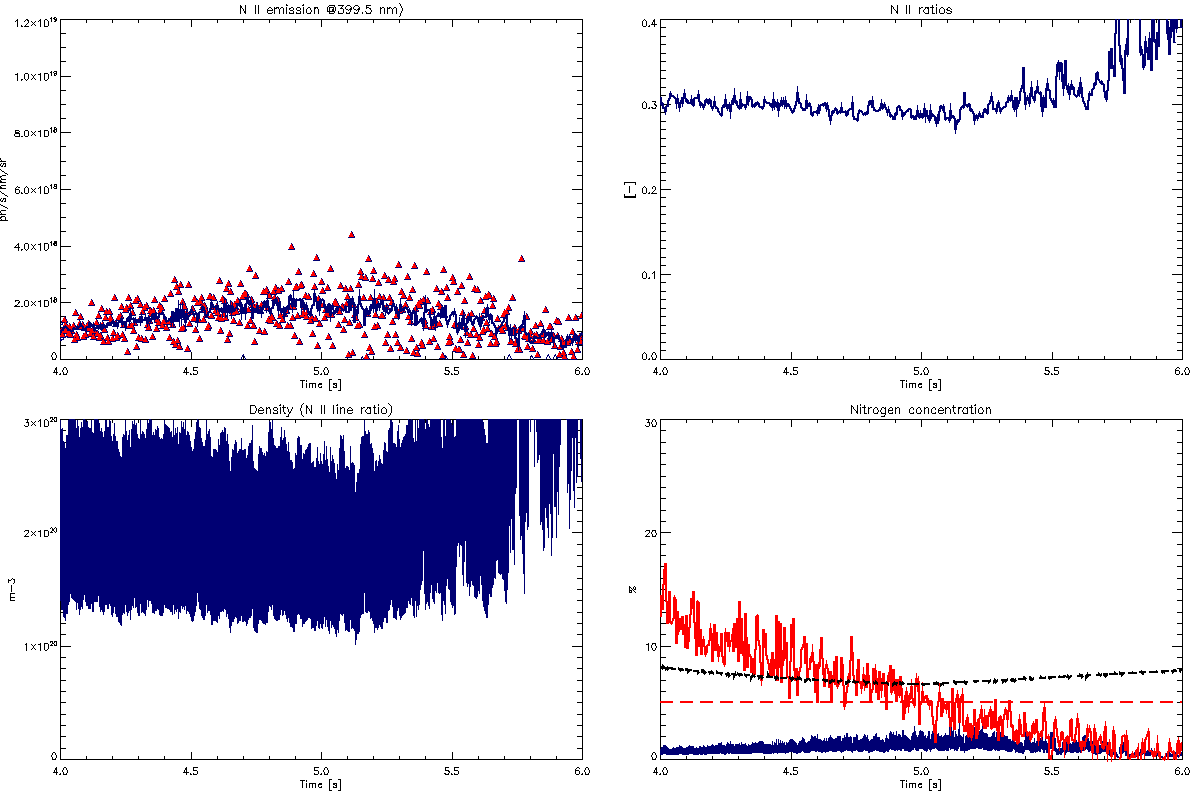 N II emission @399.5 nm)
1.2×10¹⁹
1.0×10¹⁹
8.0×10¹⁸
6.0×10¹⁸
4.0×10¹⁸
2.0×10¹⁸
0
ph/s/nm/sr
4.0 4.5 5.0 5.5 6.0
Time [s]
N II ratios
0.4
0.3
0.2
0.1
0.0
[-]
4.0 4.5 5.0 5.5 6.0
Time [s]
Density (N II line ratio)
3×10²⁰
2×10²⁰
1×10²⁰
0
m-3
4.0 4.5 5.0 5.5 6.0
Time [s]
Nitrogen concentration
30
20
10
0
%
4.0 4.5 5.0 5.5 6.0
Time [s]